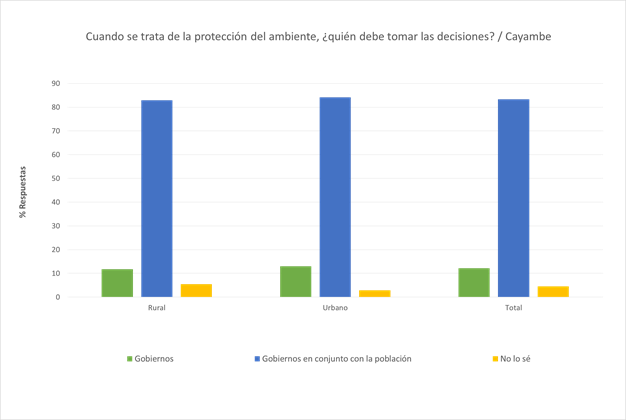 Cuando se trata de la protección del ambiente, ¿quién debe tomar las decisiones? / Cayambe
% Respuestas
90
80
70
60
50
40
30
20
10
0
Rural Urbano Total
Gobiernos Gobiernos en conjunto con la población No lo sé